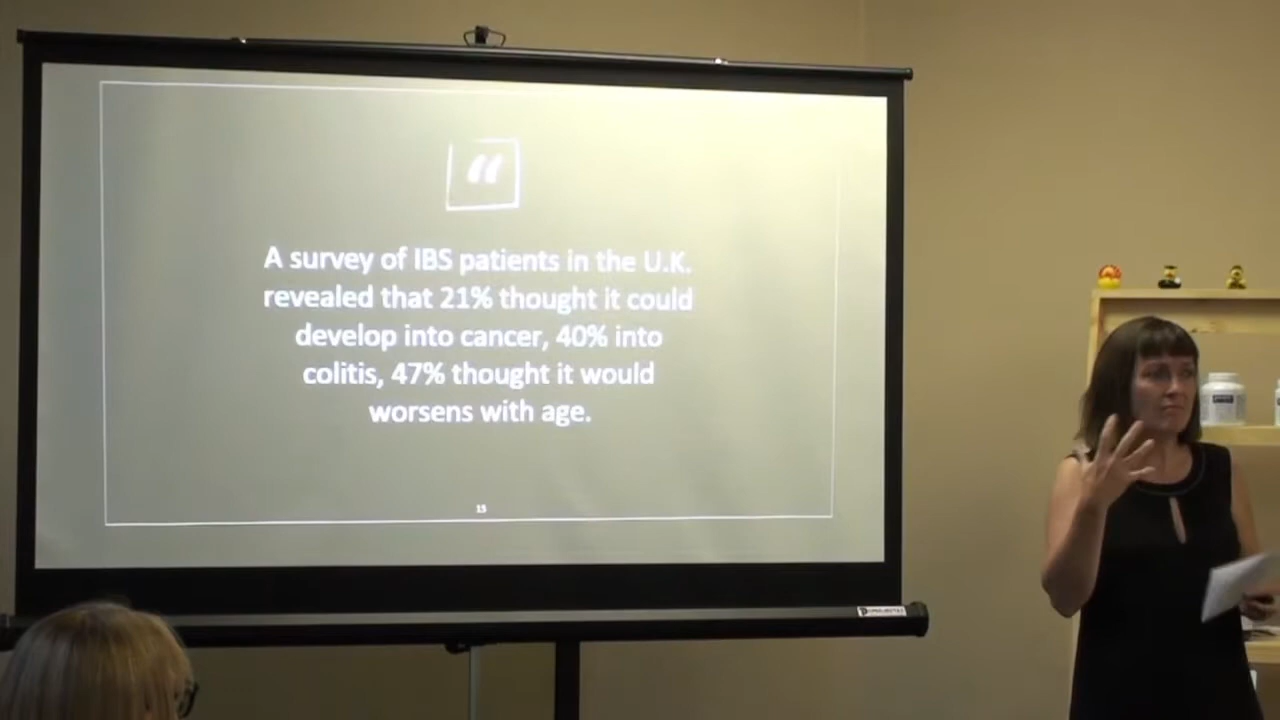 “
A survey of IBS patients in the U.K.
revealed that 21% thought it could
develop into cancer, 40% into
colitis, 47% thought it would
worsens with age.
15